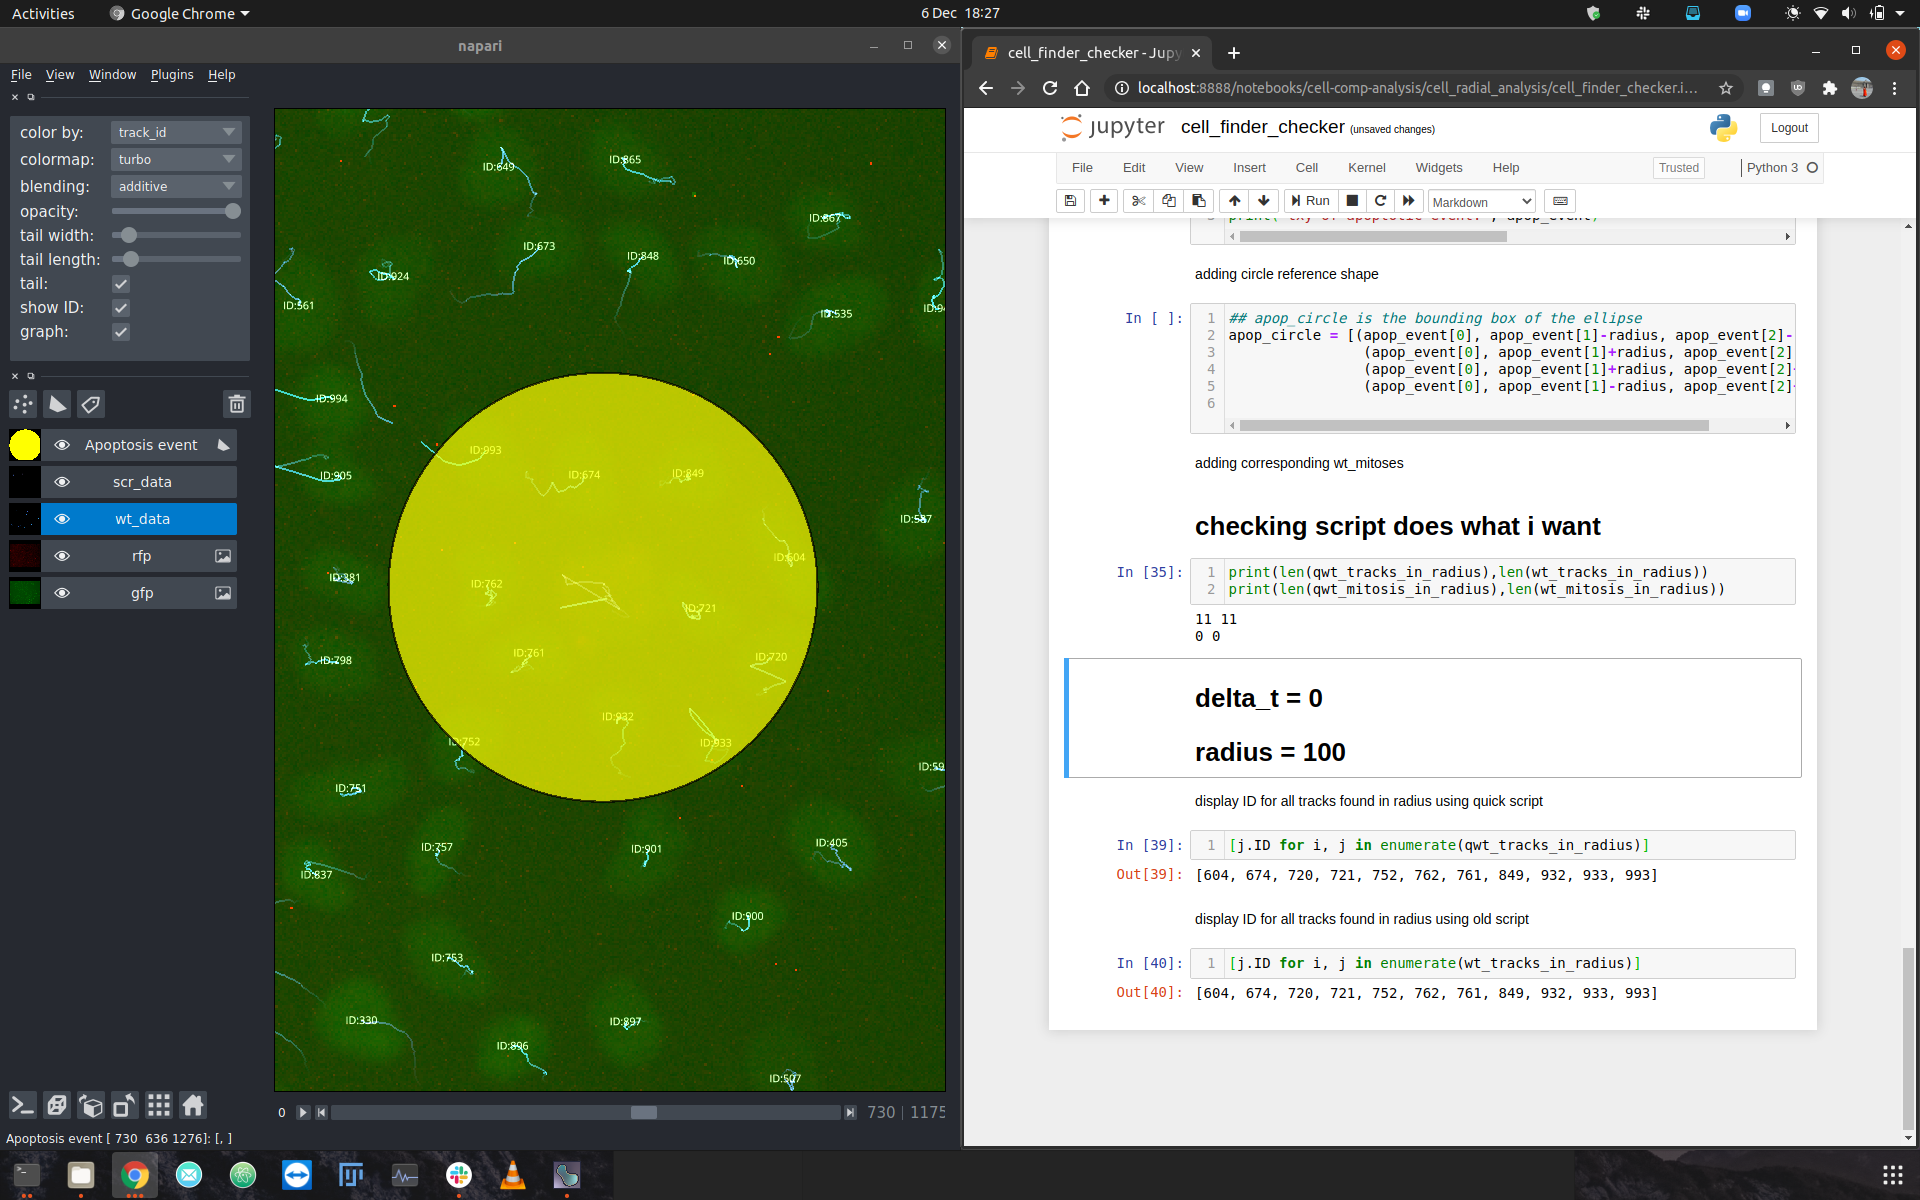 Activities
Google Chrome
6 Dec 18:27
napari
File View Window Plugins Help
color by: track_id
colormap: turbo
blending: additive
opacity:
tail width:
tail length:
tail:
show ID:
graph:
Apoptosis event
scr_data
wt_data
rfp
gfp
ID:649
ID:865
ID:867
ID:673
ID:848
ID:650
ID:924
ID:561
ID:535
ID:994
ID:993
ID:674
ID:849
ID:905
ID:587
ID:604
ID:381
ID:762
ID:721
ID:761
ID:720
ID:798
ID:932
ID:933
ID:752
ID:751
ID:757
ID:901
ID:405
ID:837
ID:900
ID:753
ID:330
ID:897
ID:896
ID:507
0
730 | 1175
Apoptosis event [ 730 636 1276]: [, ]
cell_finder_checker - Jupy
localhost:8888/notebooks/cell-comp-analysis/cell_radial_analysis/cell_finder_checker.i...
jupyter cell_finder_checker (unsaved changes)
Logout
File Edit View Insert Cell Kernel Widgets Help
Trusted
Python 3
Run
Markdown
adding circle reference shape
In [ ]:
1 ## apop_circle is the bounding box of the ellipse
2 apop_circle = [(apop_event[0], apop_event[1]-radius, apop_event[2]-
3 (apop_event[0], apop_event[1]+radius, apop_event[2]
4 (apop_event[0], apop_event[1]+radius, apop_event[2]+
5 (apop_event[0], apop_event[1]-radius, apop_event[2]+
6
adding corresponding wt_mitoses
checking script does what i want
In [35]:
1 print(len(qwt_tracks_in_radius),len(wt_tracks_in_radius))
2 print(len(qwt_mitosis_in_radius),len(wt_mitosis_in_radius))
11 11
0 0
delta_t = 0
radius = 100
display ID for all tracks found in radius using quick script
In [39]: 1 [j.ID for i, j in enumerate(qwt_tracks_in_radius)]
Out[39]: [604, 674, 720, 721, 752, 762, 761, 849, 932, 933, 993]
display ID for all tracks found in radius using old script
In [40]: 1 [j.ID for i, j in enumerate(wt_tracks_in_radius)]
Out[40]: [604, 674, 720, 721, 752, 762, 761, 849, 932, 933, 993]